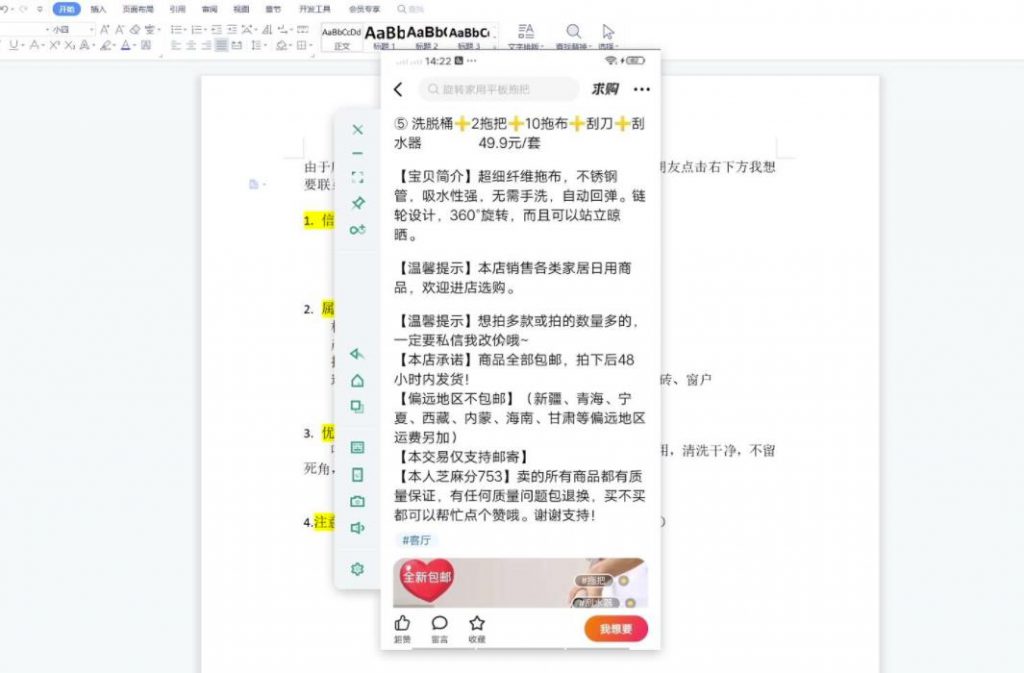 开始 插入 页面布局 引用 审阅 视图 章节 开发工具 会员专享 查找
小四
AaBbCcDd AaBb AaBb( AaBbC
正文 标题 1 标题 2 标题 3 文字排版 查找替换 选择
14:22
旋转家用平板拖把 求购
⑤ 洗脱桶➕2拖把➕10拖布➕刮刀➕刮
水器 49.9元/套
【宝贝简介】超细纤维拖布，不锈钢
管，吸水性强，无需手洗，自动回弹。链
轮设计，360°旋转，而且可以站立晾
晒。
【温馨提示】本店销售各类家居日用商
品，欢迎进店选购。
【温馨提示】想拍多款或拍的数量多的，
一定要私信我改价哦~
【本店承诺】商品全部包邮，拍下后48
小时内发货！
【偏远地区不包邮】（新疆、青海、宁
夏、西藏、内蒙、海南、甘肃等偏远地区
运费另加）
【本交易仅支持邮寄】
【本人芝麻分753】卖的所有商品都有质
量保证，有任何质量问题包退换，买不买
都可以帮忙点个赞哦。谢谢支持！
#客厅
全新包邮
#拖把
#刮水器
超赞 留言 收藏 我想要
由于
朋友点击右下方我想
要联
1. 信
2. 属
砖、窗户
3. 优
用，清洗干净，不留
死角，
4.注意